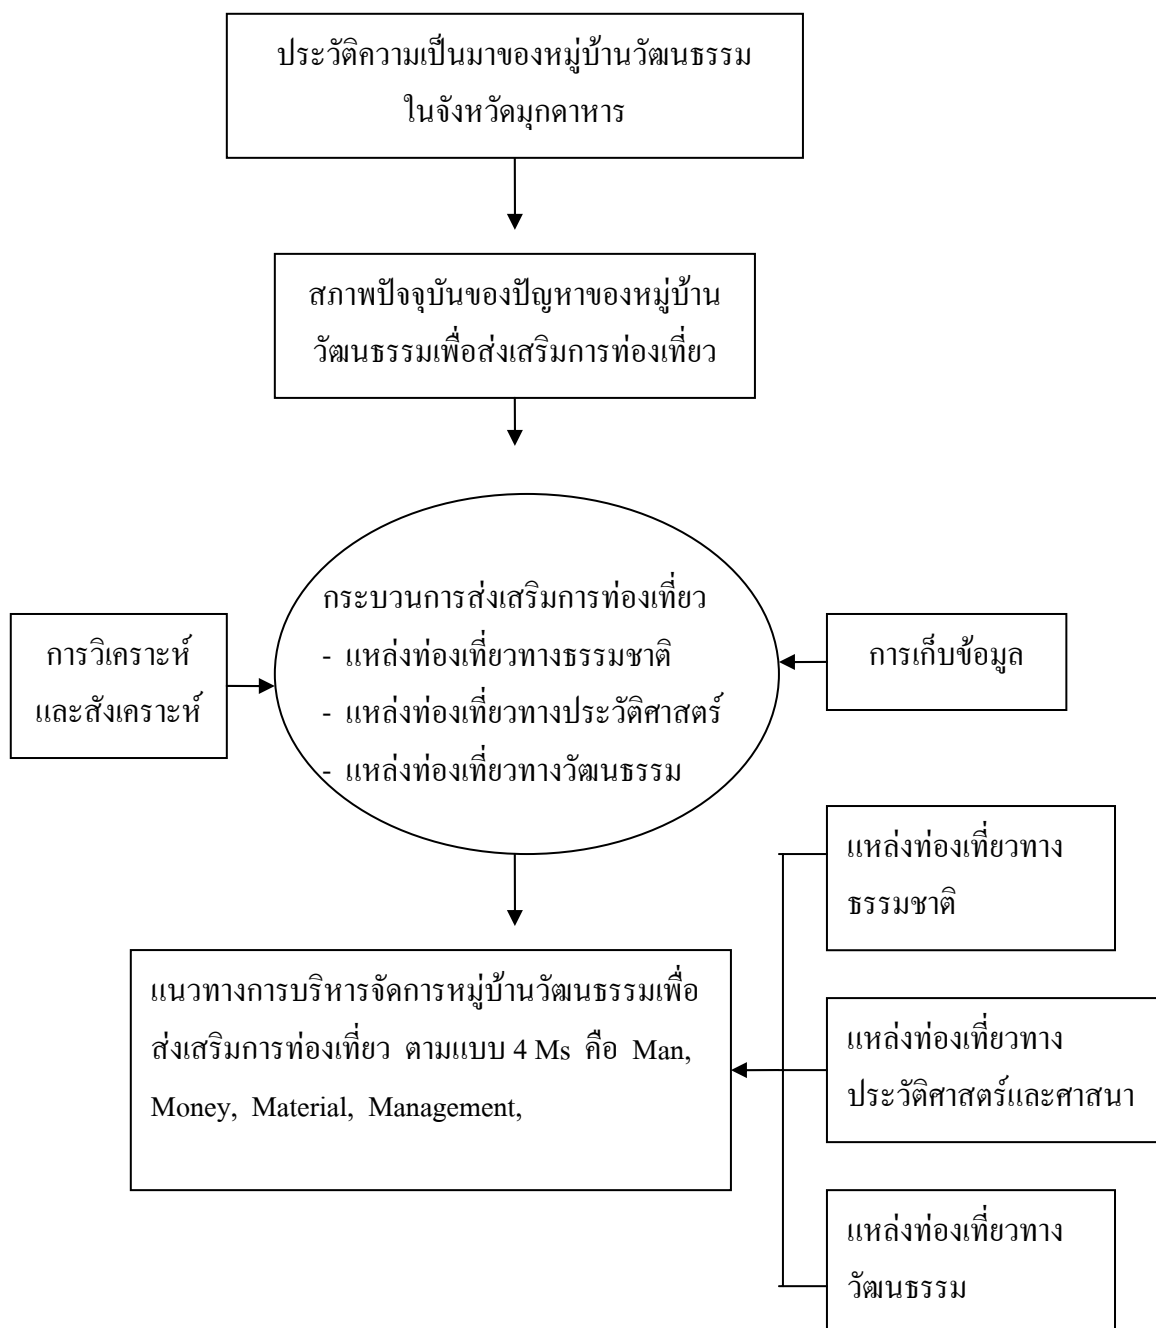 ประวัติความเป็นมาของหมู่บ้านวัฒนธรรม
ในจังหวัดมุกดาหาร
สภาพปัจจุบันของปัญหาของหมู่บ้าน
วัฒนธรรมเพื่อส่งเสริมการท่องเที่ยว
กระบวนการส่งเสริมการท่องเที่ยว
- แหล่งท่องเที่ยวทางธรรมชาติ
- แหล่งท่องเที่ยวทางประวัติศาสตร์
- แหล่งท่องเที่ยวทางวัฒนธรรม
การวิเคราะห์
และสังเคราะห์
การเก็บข้อมูล
แนวทางการบริหารจัดการหมู่บ้านวัฒนธรรมเพื่อ
ส่งเสริมการท่องเที่ยว ตามแบบ 4 Ms คือ Man,
Money, Material, Management,
แหล่งท่องเที่ยวทาง
ธรรมชาติ
แหล่งท่องเที่ยวทาง
ประวัติศาสตร์และศาสนา
แหล่งท่องเที่ยวทาง
วัฒนธรรม